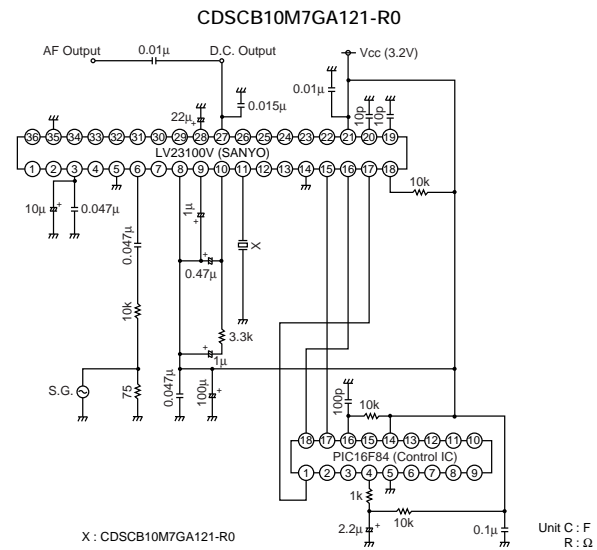 CDSCB10M7GA121-R0
AF Output
0.01µ
D.C. Output
Vcc (3.2V)
0.01µ
0.015µ
22µ +
10p
10p
36 35 34 33 32 31 30 29 28 27 26 25 24 23 22 21 20 19
LV23100V (SANYO)
1 2 3 4 5 6 7 8 9 10 11 12 13 14 15 16 17 18
10k
10µ +
0.047µ
0.047µ
1µ +
+
0.47µ
X
10k
3.3k
+
1µ
S.G.
75
0.047µ
100µ +
100p
10k
18 17 16 15 14 13 12 11 10
PIC16F84 (Control IC)
1 2 3 4 5 6 7 8 9
1k
10k
2.2µ +
0.1µ
X : CDSCB10M7GA121-R0
Unit C : F
R : Ω